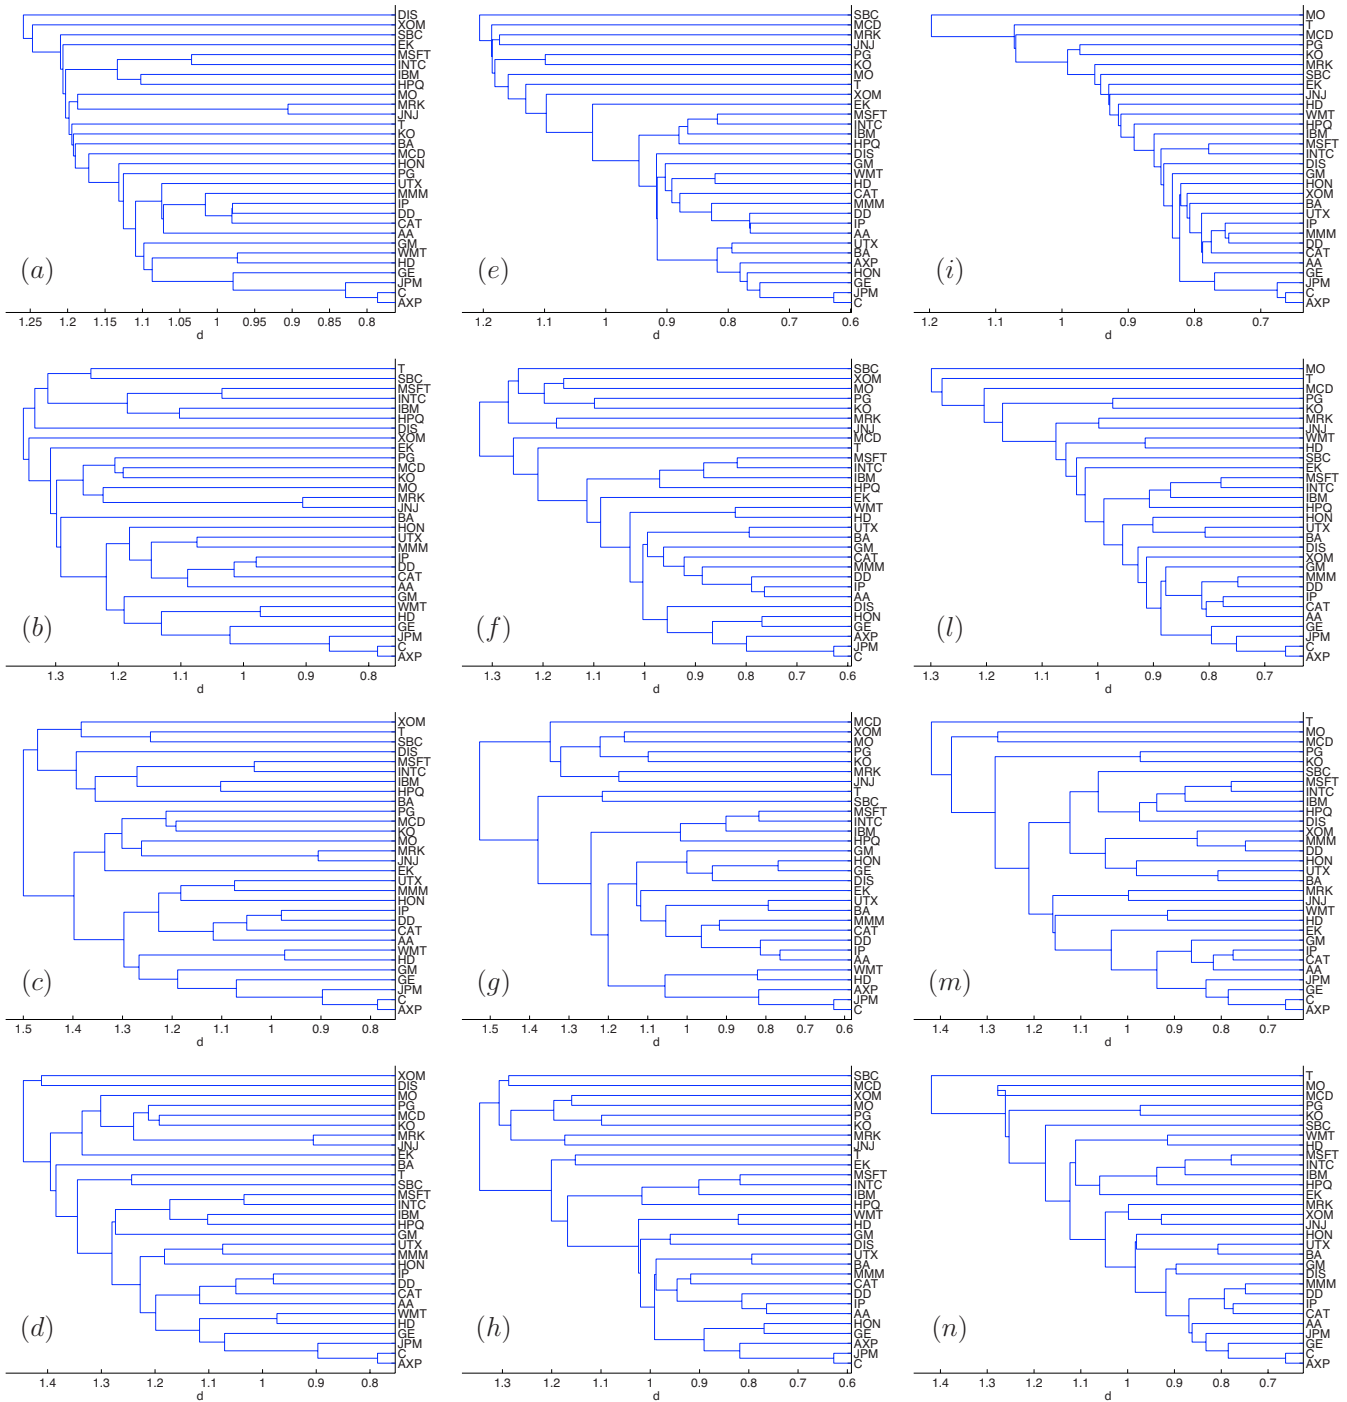 DIS
XOM
SBC
EK
MSFT
INTC
IBM
HPQ
MO
MRK
JNJ
T
KO
BA
MCD
HON
PG
UTX
MMM
IP
DD
CAT
AA
GM
WMT
HD
GE
JPM
C
AXP
(a)
1.25 1.2 1.15 1.1 1.05 1 0.95 0.9 0.85 0.8
d
SBC
MCD
MRK
JNJ
PG
KO
MO
T
XOM
EK
MSFT
INTC
IBM
HPQ
DIS
GM
WMT
HD
CAT
MMM
DD
IP
AA
UTX
BA
AXP
HON
GE
JPM
C
(e)
1.2 1.1 1 0.9 0.8 0.7 0.6
d
MO
T
MCD
PG
KO
MRK
SBC
EK
JNJ
HD
WMT
HPQ
IBM
MSFT
INTC
DIS
GM
HON
XOM
BA
UTX
IP
MMM
DD
CAT
AA
GE
JPM
C
AXP
(i)
1.2 1.1 1 0.9 0.8 0.7
d
T
SBC
MSFT
INTC
IBM
HPQ
DIS
XOM
EK
PG
MCD
KO
MO
MRK
JNJ
BA
HON
UTX
MMM
IP
DD
CAT
AA
GM
WMT
HD
GE
JPM
C
AXP
(b)
1.3 1.2 1.1 1 0.9 0.8
d
SBC
XOM
MO
PG
KO
MRK
JNJ
MCD
T
MSFT
INTC
IBM
HPQ
EK
WMT
HD
UTX
BA
GM
CAT
MMM
DD
IP
AA
DIS
HON
GE
AXP
JPM
C
(f)
1.3 1.2 1.1 1 0.9 0.8 0.7 0.6
d
MO
T
MCD
PG
KO
MRK
JNJ
WMT
HD
SBC
EK
MSFT
INTC
IBM
HPQ
HON
UTX
BA
DIS
XOM
GM
MMM
DD
IP
CAT
AA
GE
JPM
C
AXP
(l)
1.3 1.2 1.1 1 0.9 0.8 0.7
d
XOM
T
SBC
DIS
MSFT
INTC
IBM
HPQ
BA
PG
MCD
KO
MO
MRK
JNJ
EK
UTX
MMM
HON
IP
DD
CAT
AA
WMT
HD
GM
GE
JPM
C
AXP
(c)
1.5 1.4 1.3 1.2 1.1 1 0.9 0.8
d
MCD
XOM
MO
PG
KO
MRK
JNJ
T
SBC
MSFT
INTC
IBM
HPQ
GM
HON
GE
DIS
EK
UTX
BA
MMM
CAT
DD
IP
AA
WMT
HD
AXP
JPM
C
(g)
1.5 1.4 1.3 1.2 1.1 1 0.9 0.8 0.7 0.6
d
T
MO
MCD
PG
KO
SBC
MSFT
INTC
IBM
HPQ
DIS
XOM
MMM
DD
HON
UTX
BA
MRK
JNJ
WMT
HD
EK
GM
IP
CAT
AA
JPM
GE
C
AXP
(m)
1.4 1.3 1.2 1.1 1 0.9 0.8 0.7
d
XOM
DIS
MO
PG
MCD
KO
MRK
JNJ
EK
BA
T
SBC
MSFT
INTC
IBM
HPQ
GM
UTX
MMM
HON
IP
DD
CAT
AA
WMT
HD
GE
JPM
C
AXP
(d)
1.4 1.3 1.2 1.1 1 0.9 0.8
d
SBC
MCD
XOM
MO
PG
KO
MRK
JNJ
T
EK
MSFT
INTC
IBM
HPQ
WMT
HD
GM
DIS
UTX
BA
MMM
CAT
DD
IP
AA
HON
GE
AXP
JPM
C
(h)
1.3 1.2 1.1 1 0.9 0.8 0.7 0.6
d
T
MO
MCD
PG
KO
SBC
WMT
HD
MSFT
INTC
IBM
HPQ
EK
MRK
XOM
JNJ
HON
UTX
BA
GM
DIS
MMM
DD
IP
CAT
AA
JPM
GE
C
AXP
(n)
1.4 1.3 1.2 1.1 1 0.9 0.8 0.7
d